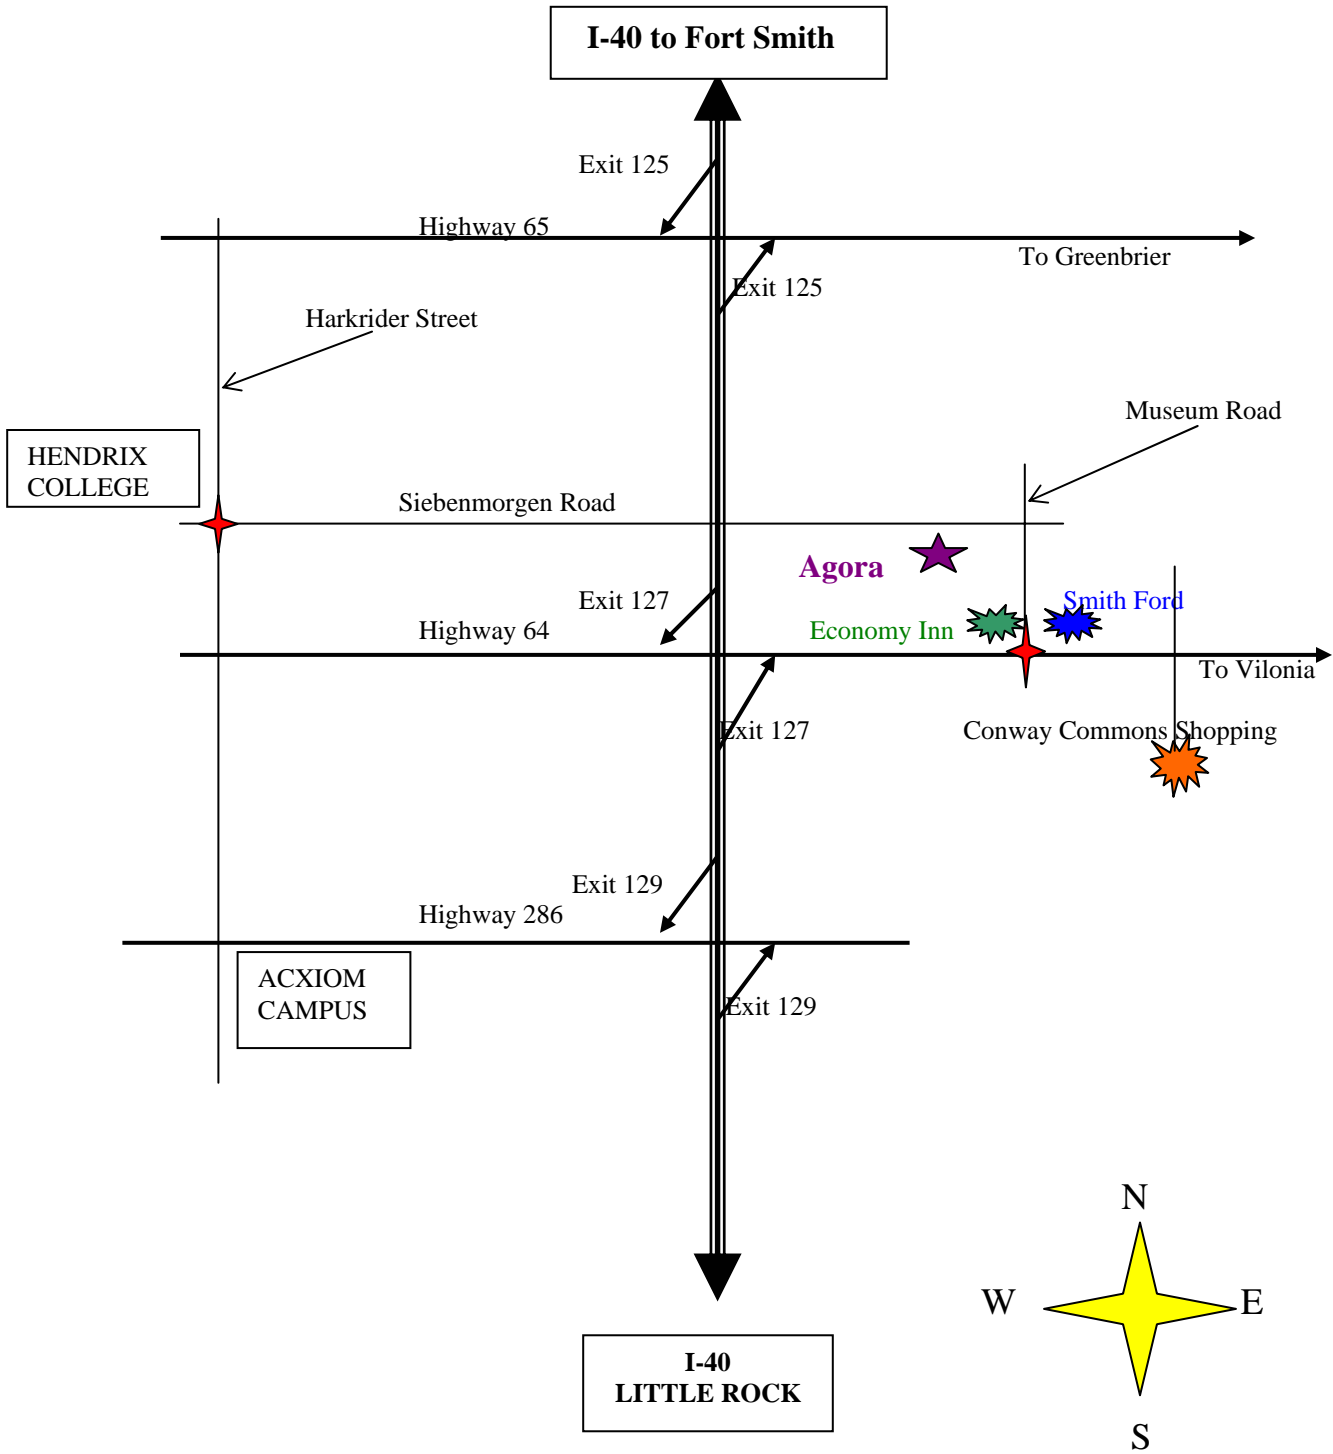 I-40 to Fort Smith
Exit 125
Highway 65
To Greenbrier
Exit 125
Harkrider Street
Museum Road
HENDRIX
COLLEGE
Siebenmorgen Road
Agora
Exit 127
Smith Ford
Highway 64
Economy Inn
To Vilonia
Exit 127
Conway Commons Shopping
Exit 129
Highway 286
ACXIOM
CAMPUS
Exit 129
N
W
E
S
I-40
LITTLE ROCK